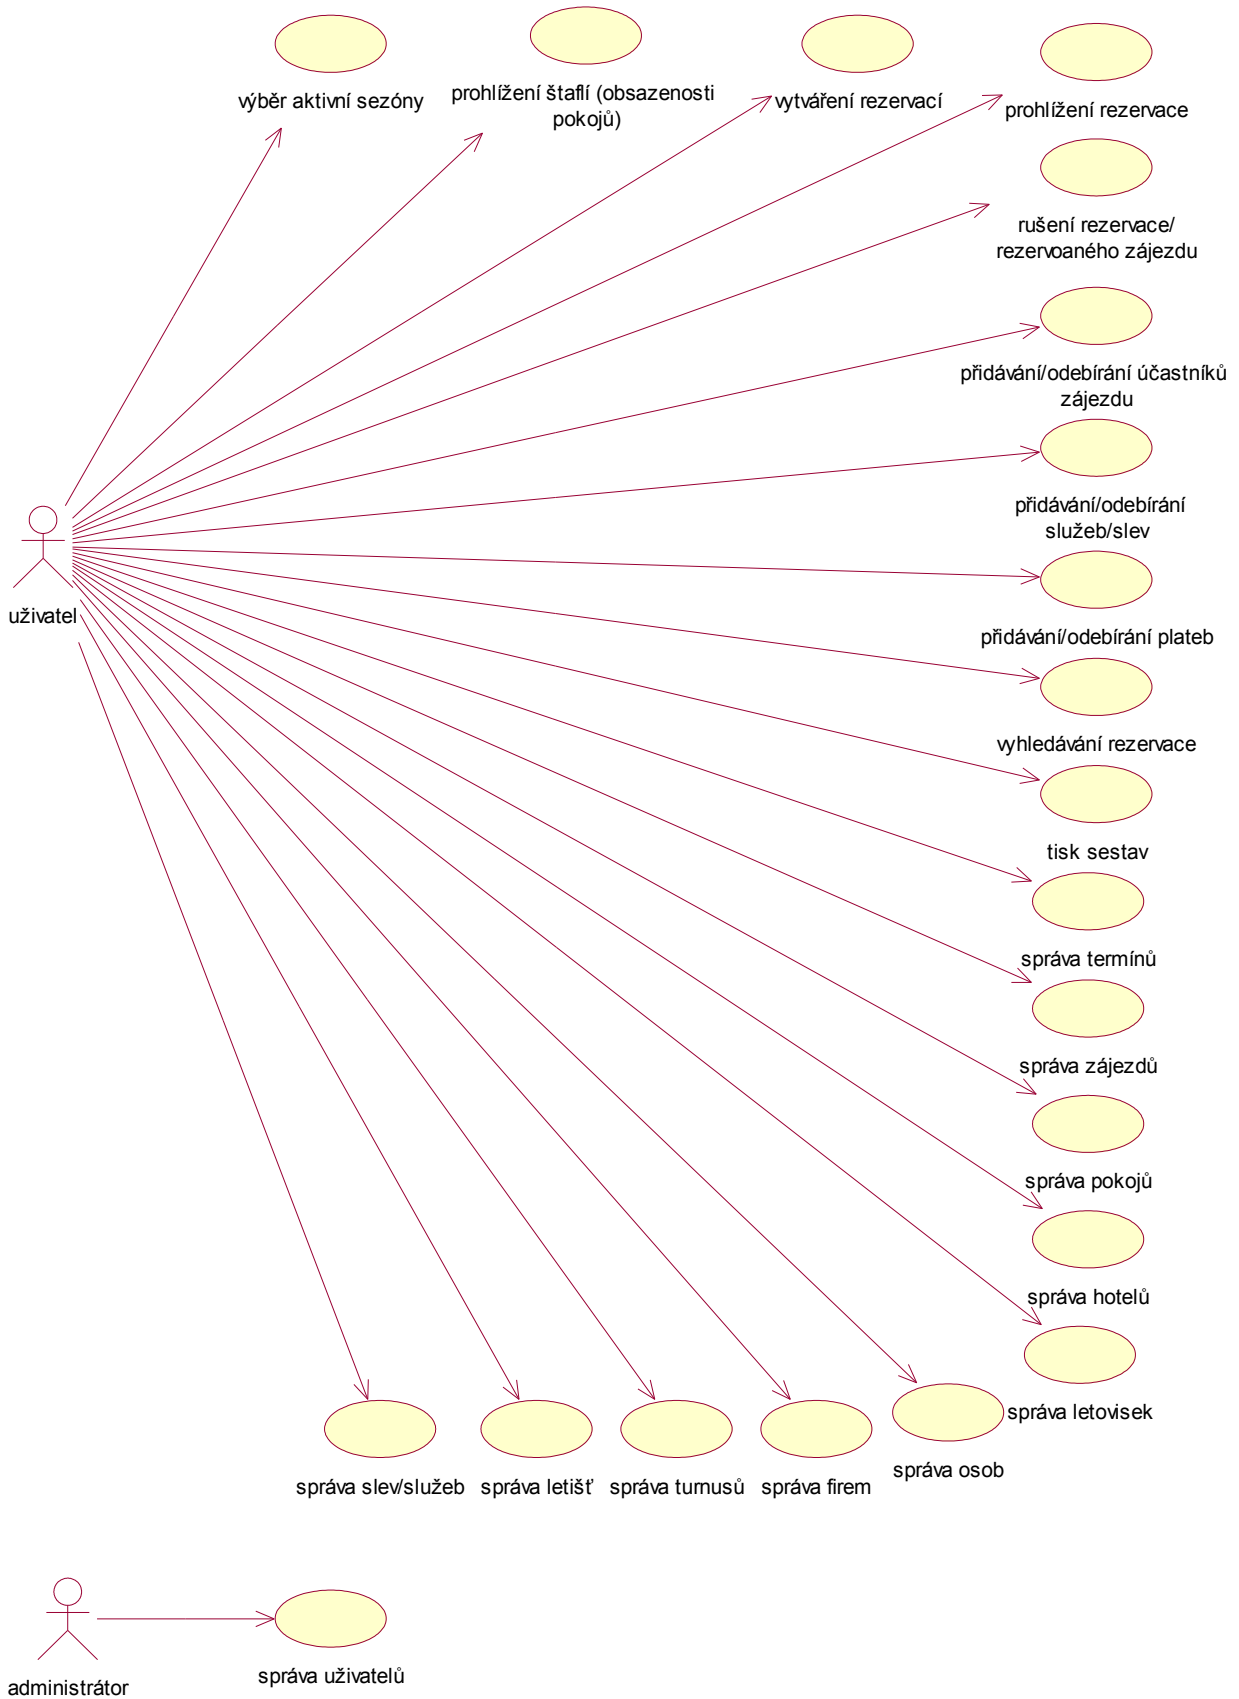 výběr aktivní sezóny
prohlížení štaflí (obsazenosti
pokojů)
vytváření rezervací
prohlížení rezervace
rušení rezervace/
rezervoaného zájezdu
přidávání/odebírání účastníků
zájezdu
přidávání/odebírání
služeb/slev
uživatel
přidávání/odebírání plateb
vyhledávání rezervace
tisk sestav
správa termínů
správa zájezdů
správa pokojů
správa hotelů
správa letovisek
správa osob
správa slev/služeb
správa letišť
správa turnusů
správa firem
správa uživatelů
administrátor